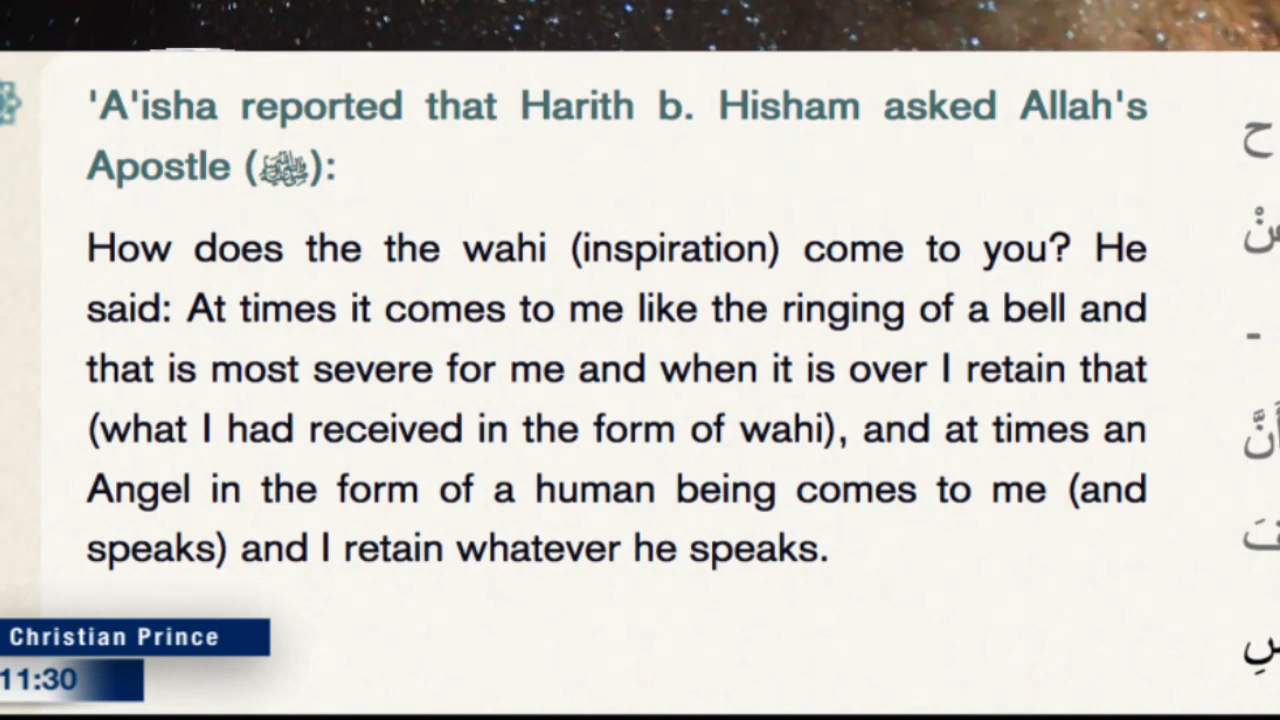 'A'isha reported that Harith b. Hisham asked Allah's
Apostle (ﷺ):
How does the the wahi (inspiration) come to you? He
said: At times it comes to me like the ringing of a bell and
that is most severe for me and when it is over I retain that
(what I had received in the form of wahi), and at times an
Angel in the form of a human being comes to me (and
speaks) and I retain whatever he speaks.
Christian Prince
11:30